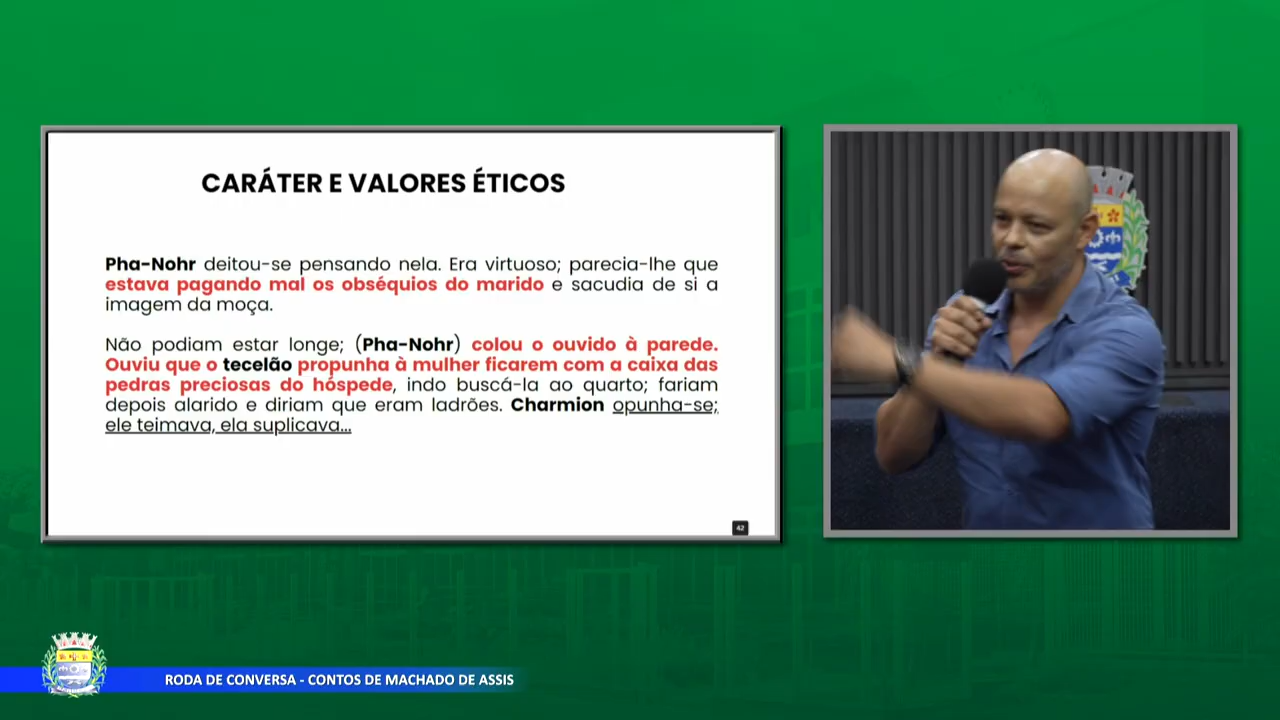 CARÁTER E VALORES ÉTICOS
Pha-Nohr deitou-se pensando nela. Era virtuoso; parecia-lhe que
estava pagando mal os obséquios do marido e sacudia de si a
imagem da moça.
Não podiam estar longe; (Pha-Nohr) colou o ouvido à parede.
Ouviu que o tecelão propunha à mulher ficarem com a caixa das
pedras preciosas do hóspede, indo buscá-la ao quarto; fariam
depois alarido e diriam que eram ladrões. Charmion opunha-se;
ele teimava, ela suplicava...
42
RODA DE CONVERSA - CONTOS DE MACHADO DE ASSIS